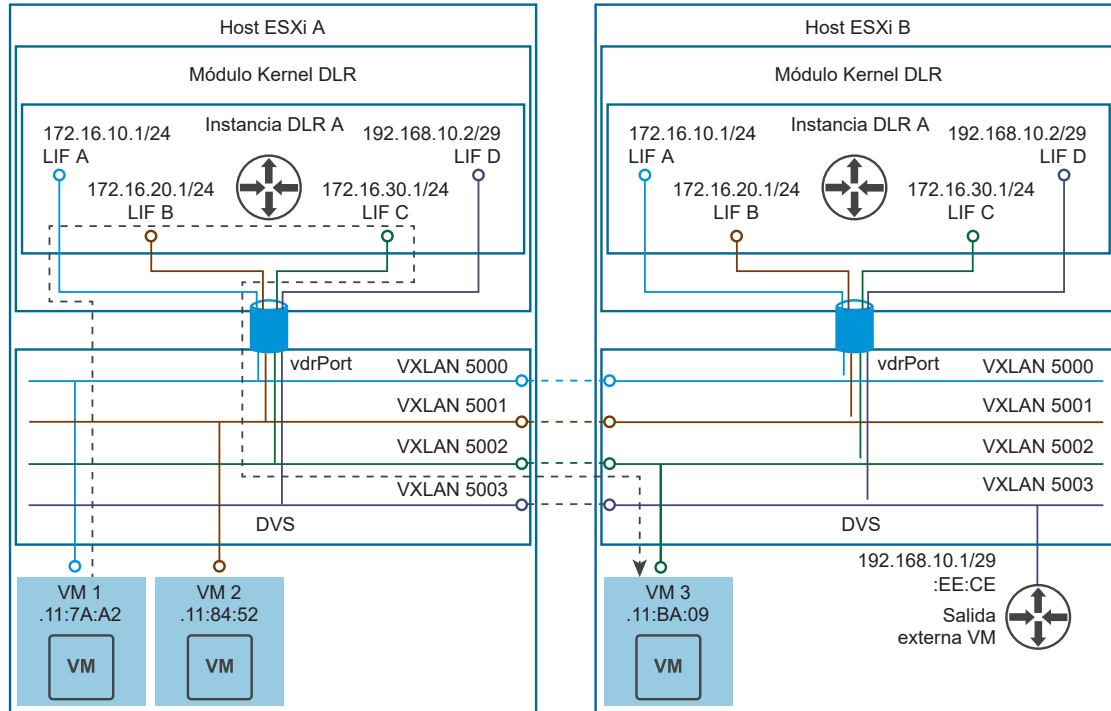 Host ESXi A
Módulo Kernel DLR
Instancia DLR A
172.16.10.1/24
LIF A
192.168.10.2/29
LIF D
172.16.20.1/24
LIF B
172.16.30.1/24
LIF C
vdrPort
VXLAN 5000
VXLAN 5001
VXLAN 5002
VXLAN 5003
DVS
VM 1
.11:7A:A2
VM
VM 2
.11:84:52
VM
Host ESXi B
Módulo Kernel DLR
Instancia DLR A
172.16.10.1/24
LIF A
192.168.10.2/29
LIF D
172.16.20.1/24
LIF B
172.16.30.1/24
LIF C
vdrPort
VXLAN 5000
VXLAN 5001
VXLAN 5002
VXLAN 5003
DVS
VM 3
.11:BA:09
VM
192.168.10.1/29
:EE:CE
Salida
externa VM